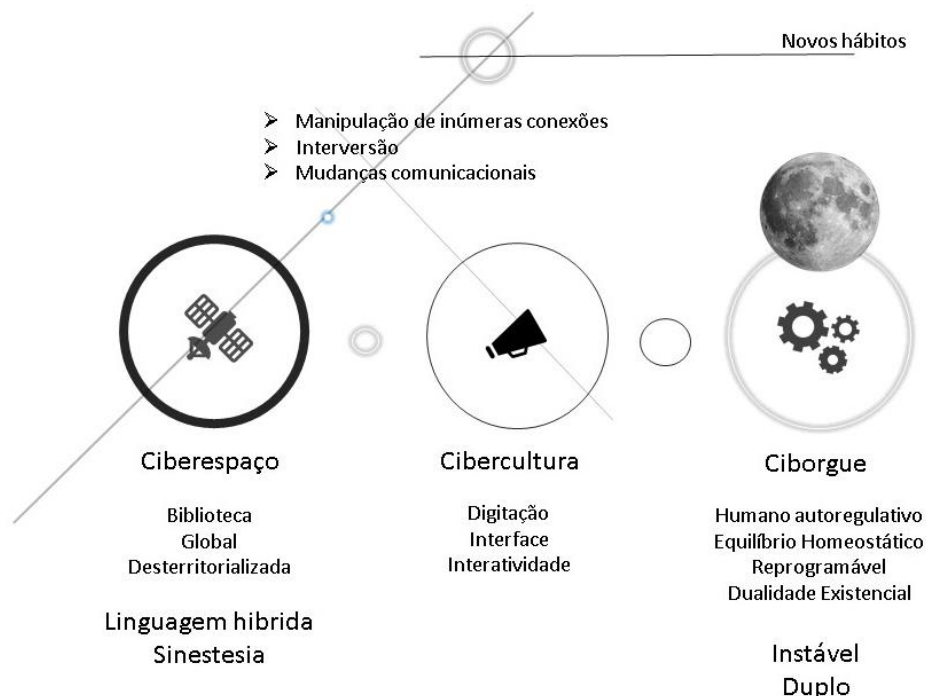 Novos hábitos
➢ Manipulação de inúmeras conexões
➢ Interversão
➢ Mudanças comunicacionais
Ciberespaço
Biblioteca
Global
Desterritorializada
Linguagem hibrida
Sinestesia
Cibercultura
Digitação
Interface
Interatividade
Ciborgue
Humano autoregulativo
Equilíbrio Homeostático
Reprogramável
Dualidade Existencial
Instável
Duplo